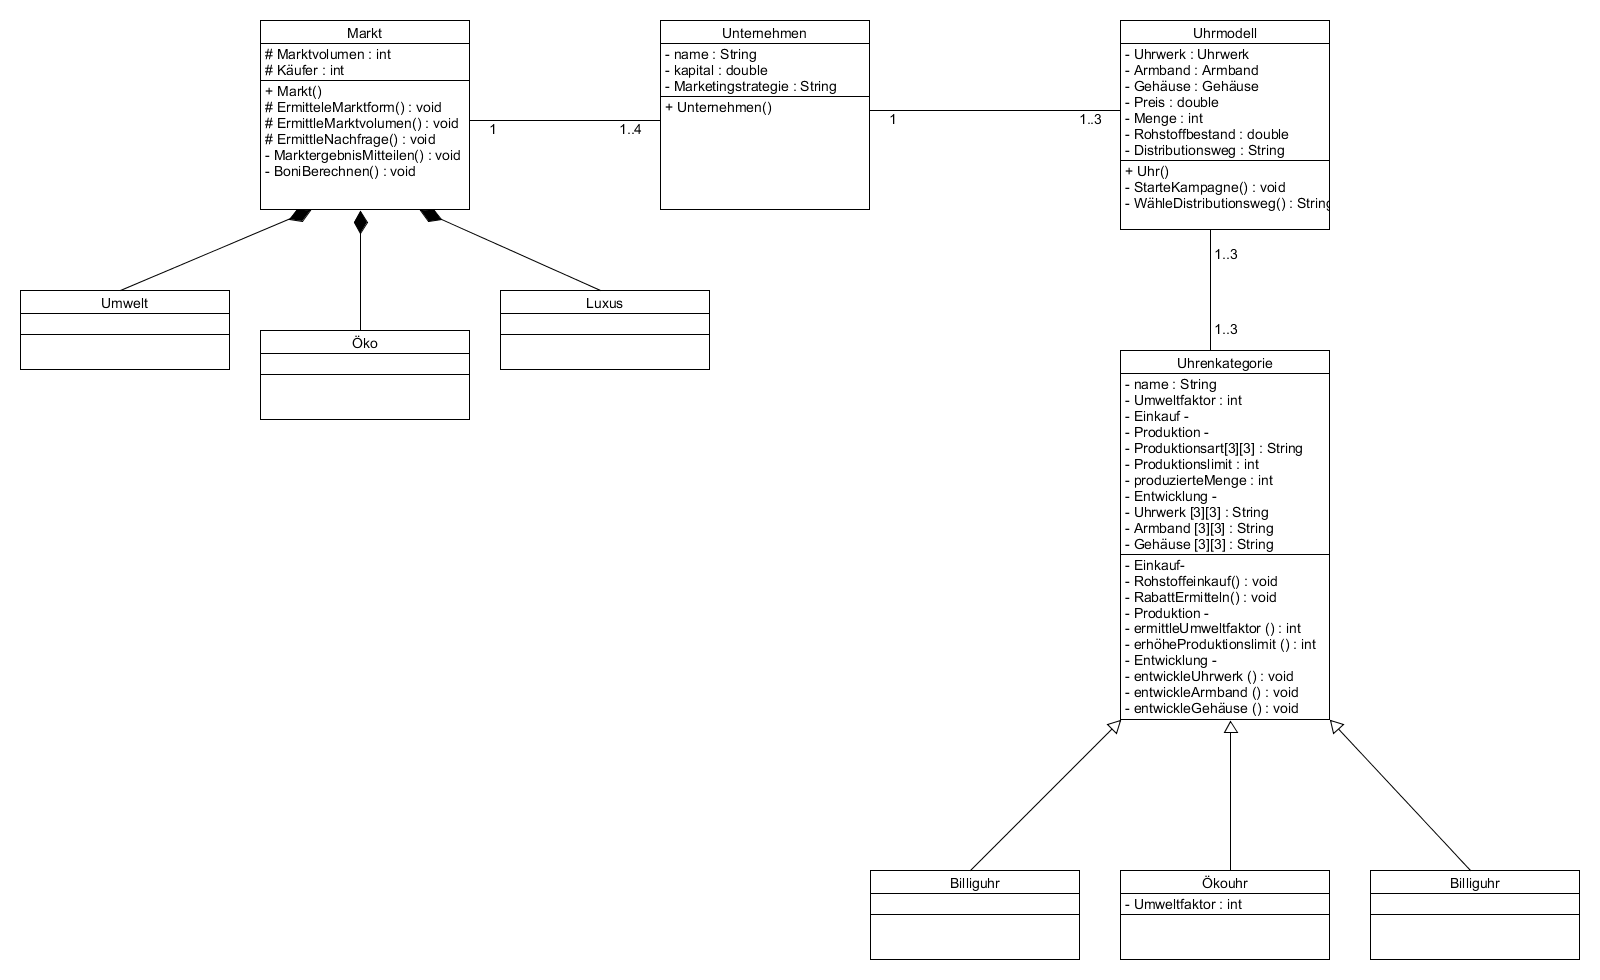 Markt
# Marktvolumen : int
# Käufer : int
+ Markt()
# ErmitteleMarktform() : void
# ErmittleMarktvolumen() : void
# ErmittleNachfrage() : void
- MarktergebnisMitteilen() : void
- BoniBerechnen() : void
1
1..4
Unternehmen
- name : String
- kapital : double
- Marketingstrategie : String
+ Unternehmen()
1
1..3
Uhrmodell
- Uhrwerk : Uhrwerk
- Armband : Armband
- Gehäuse : Gehäuse
- Preis : double
- Menge : int
- Rohstoffbestand : double
- Distributionsweg : String
+ Uhr()
- StarteKampagne() : void
- WähleDistributionsweg() : String
1..3
1..3
Umwelt
Öko
Luxus
Uhrenkategorie
- name : String
- Umweltfaktor : int
- Einkauf -
- Produktion -
- Produktionsart[3][3] : String
- Produktionslimit : int
- produzierteMenge : int
- Entwicklung -
- Uhrwerk [3][3] : String
- Armband [3][3] : String
- Gehäuse [3][3] : String
- Einkauf-
- Rohstoffeinkauf() : void
- RabattErmitteln() : void
- Produktion -
- ermittleUmweltfaktor () : int
- erhöheProduktionslimit () : int
- Entwicklung -
- entwickleUhrwerk () : void
- entwickleArmband () : void
- entwickleGehäuse () : void
Billiguhr
Ökouhr
- Umweltfaktor : int
Billiguhr